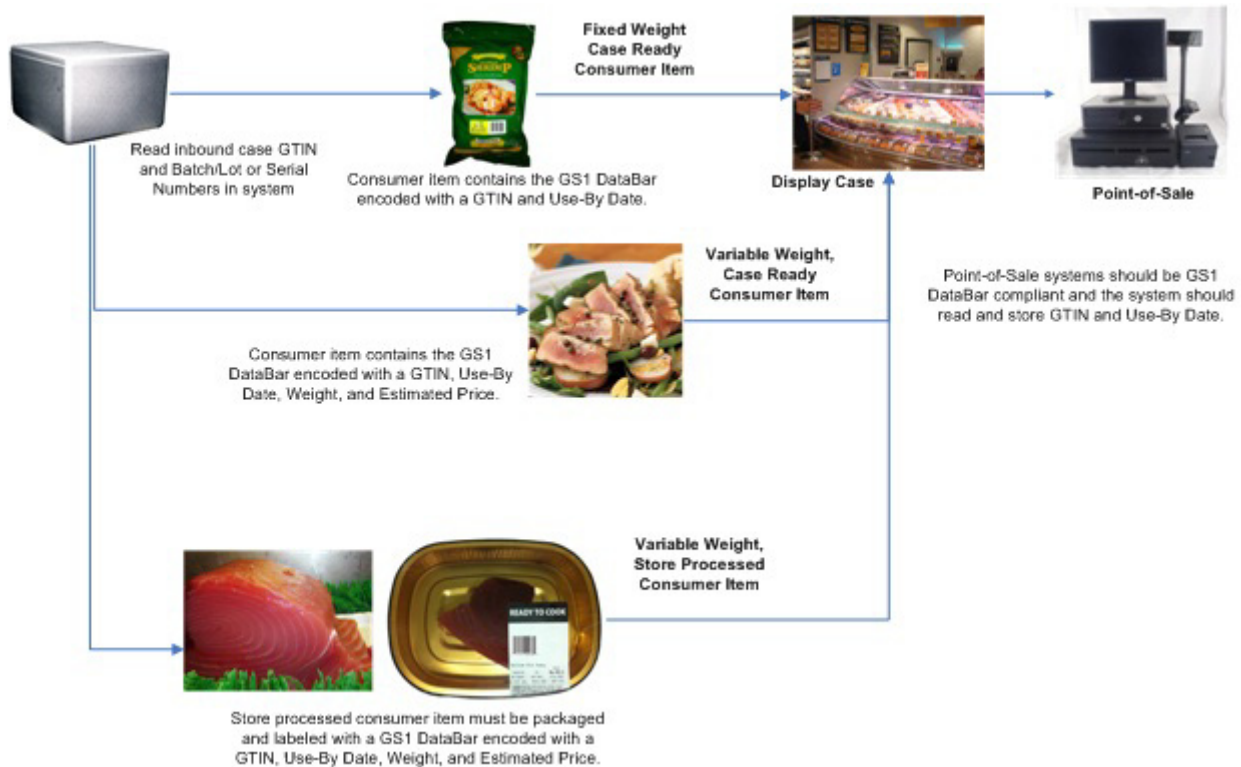 Fixed Weight
Case Ready
Consumer Item
SHRIMP
Read inbound case GTIN
and Batch/Lot or Serial
Numbers in system
Consumer item contains the GS1 DataBar
encoded with a GTIN and Use-By Date.
Display Case
Point-of-Sale
Variable Weight,
Case Ready
Consumer Item
Point-of-Sale systems should be GS1
DataBar compliant and the system should
read and store GTIN and Use-By Date.
Consumer item contains the GS1
DataBar encoded with a GTIN, Use-By
Date, Weight, and Estimated Price.
Variable Weight,
Store Processed
Consumer Item
READY TO COOK
Store processed consumer item must be packaged
and labeled with a GS1 DataBar encoded with a
GTIN, Use-By Date, Weight, and Estimated Price.